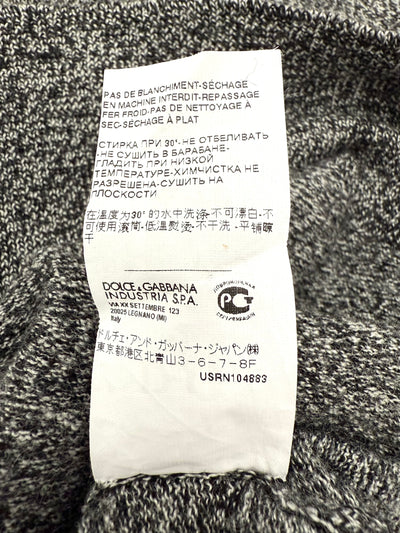 PAS DE BLANCHIMENT-SÉCHAGE
EN MACHINE INTERDIT-REPASSAGE
FER FROID-PAS DE NETTOYAGE A
SEC-SÉCHAGE À PLAT
СТИРКА ПРИ 30°-НЕ ОТБЕЛИВАТЬ
-НЕ СУШИТЬ В БАРАБАНЕ-
ГЛАДИТЬ ПРИ НИЗКОЙ
ТЕМПЕРАТУРЕ-ХИМЧИСТКА НЕ
РАЗРЕШЕНА-СУШИТЬ НА
ПЛОСКОСТИ
在溫度为30°的水中洗涤-不可漂白-不
可使用滾筒-低溫熨烫-不干洗-平铺晾
干
DOLCE & GABBANA
INDUSTRIA S.P.A.
VIA XX SETTEMBRE 123
20025 LEGNANO (MI)
Italy
РСТ
ドルチェ・アンド・ガッバーナ・ジャパン(株)
東京都港区北青山3-6-7-8F
USRN104883